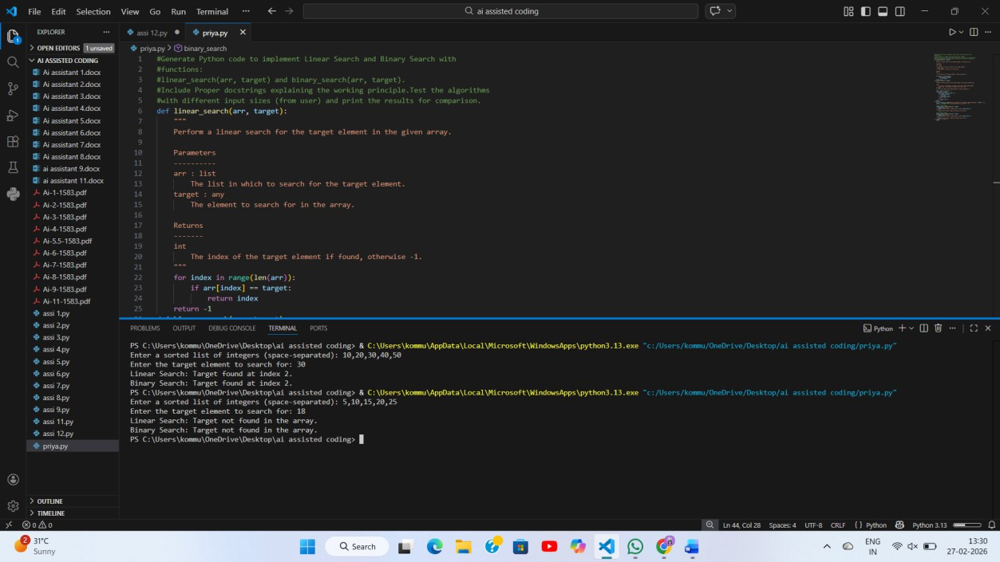 File Edit Selection View Go Run Terminal ··· ai assisted coding
EXPLORER ···
OPEN EDITORS 1 unsaved
AI ASSISTED CODING
Ai assistant 1.docx
Ai assistant 2.docx
Ai assistant 3.docx
Ai assistant 4.docx
Ai assistant 5.docx
Ai assistant 6.docx
Ai assistant 7.docx
Ai assistant 8.docx
ai assistant 9.docx
ai assistant 11.docx
Ai-1-1583.pdf
Ai-2-1583.pdf
Ai-3-1583.pdf
Ai-4-1583.pdf
Ai-5.5-1583.pdf
Ai-6-1583.pdf
Ai-7-1583.pdf
Ai-8-1583.pdf
Ai-9-1583.pdf
Ai-11-1583.pdf
assi 1.py
assi 2.py
assi 3.py
assi 4.py
assi 5.py
assi 6.py
assi 7.py
assi 8.py
assi 9.py
assi 11.py
assi 12.py
priya.py
OUTLINE
TIMELINE
assi 12.py priya.py
priya.py > binary_search
1 #Generate Python code to implement Linear Search and Binary Search with
2 #functions:
3 #linear_search(arr, target) and binary_search(arr, target).
4 #Include Proper docstrings explaining the working principle.Test the algorithms
5 #with different input sizes (from user) and print the results for comparison.
6 def linear_search(arr, target):
7 """
8 Perform a linear search for the target element in the given array.
9
10 Parameters
11 ----------
12 arr : list
13 The list in which to search for the target element.
14 target : any
15 The element to search for in the array.
16
17 Returns
18 -------
19 int
20 The index of the target element if found, otherwise -1.
21 """
22 for index in range(len(arr)):
23 if arr[index] == target:
24 return index
25 return -1
PROBLEMS OUTPUT DEBUG CONSOLE TERMINAL PORTS Python
PS C:\Users\kommu\OneDrive\Desktop\ai assisted coding> & C:\Users\kommu\AppData\Local\Microsoft\WindowsApps\python3.13.exe "c:/Users/kommu/OneDrive/Desktop/ai assisted coding/priya.py"
Enter a sorted list of integers (space-separated): 10,20,30,40,50
Enter the target element to search for: 30
Linear Search: Target found at index 2.
Binary Search: Target found at index 2.
PS C:\Users\kommu\OneDrive\Desktop\ai assisted coding> & C:\Users\kommu\AppData\Local\Microsoft\WindowsApps\python3.13.exe "c:/Users/kommu/OneDrive/Desktop/ai assisted coding/priya.py"
Enter a sorted list of integers (space-separated): 5,10,15,20,25
Enter the target element to search for: 18
Linear Search: Target not found in the array.
Binary Search: Target not found in the array.
PS C:\Users\kommu\OneDrive\Desktop\ai assisted coding>
0 0 Ln 44, Col 28 Spaces: 4 UTF-8 CRLF { } Python Python 3.13
2 31°C
Sunny
Search
ENG
IN
13:30
27-02-2026